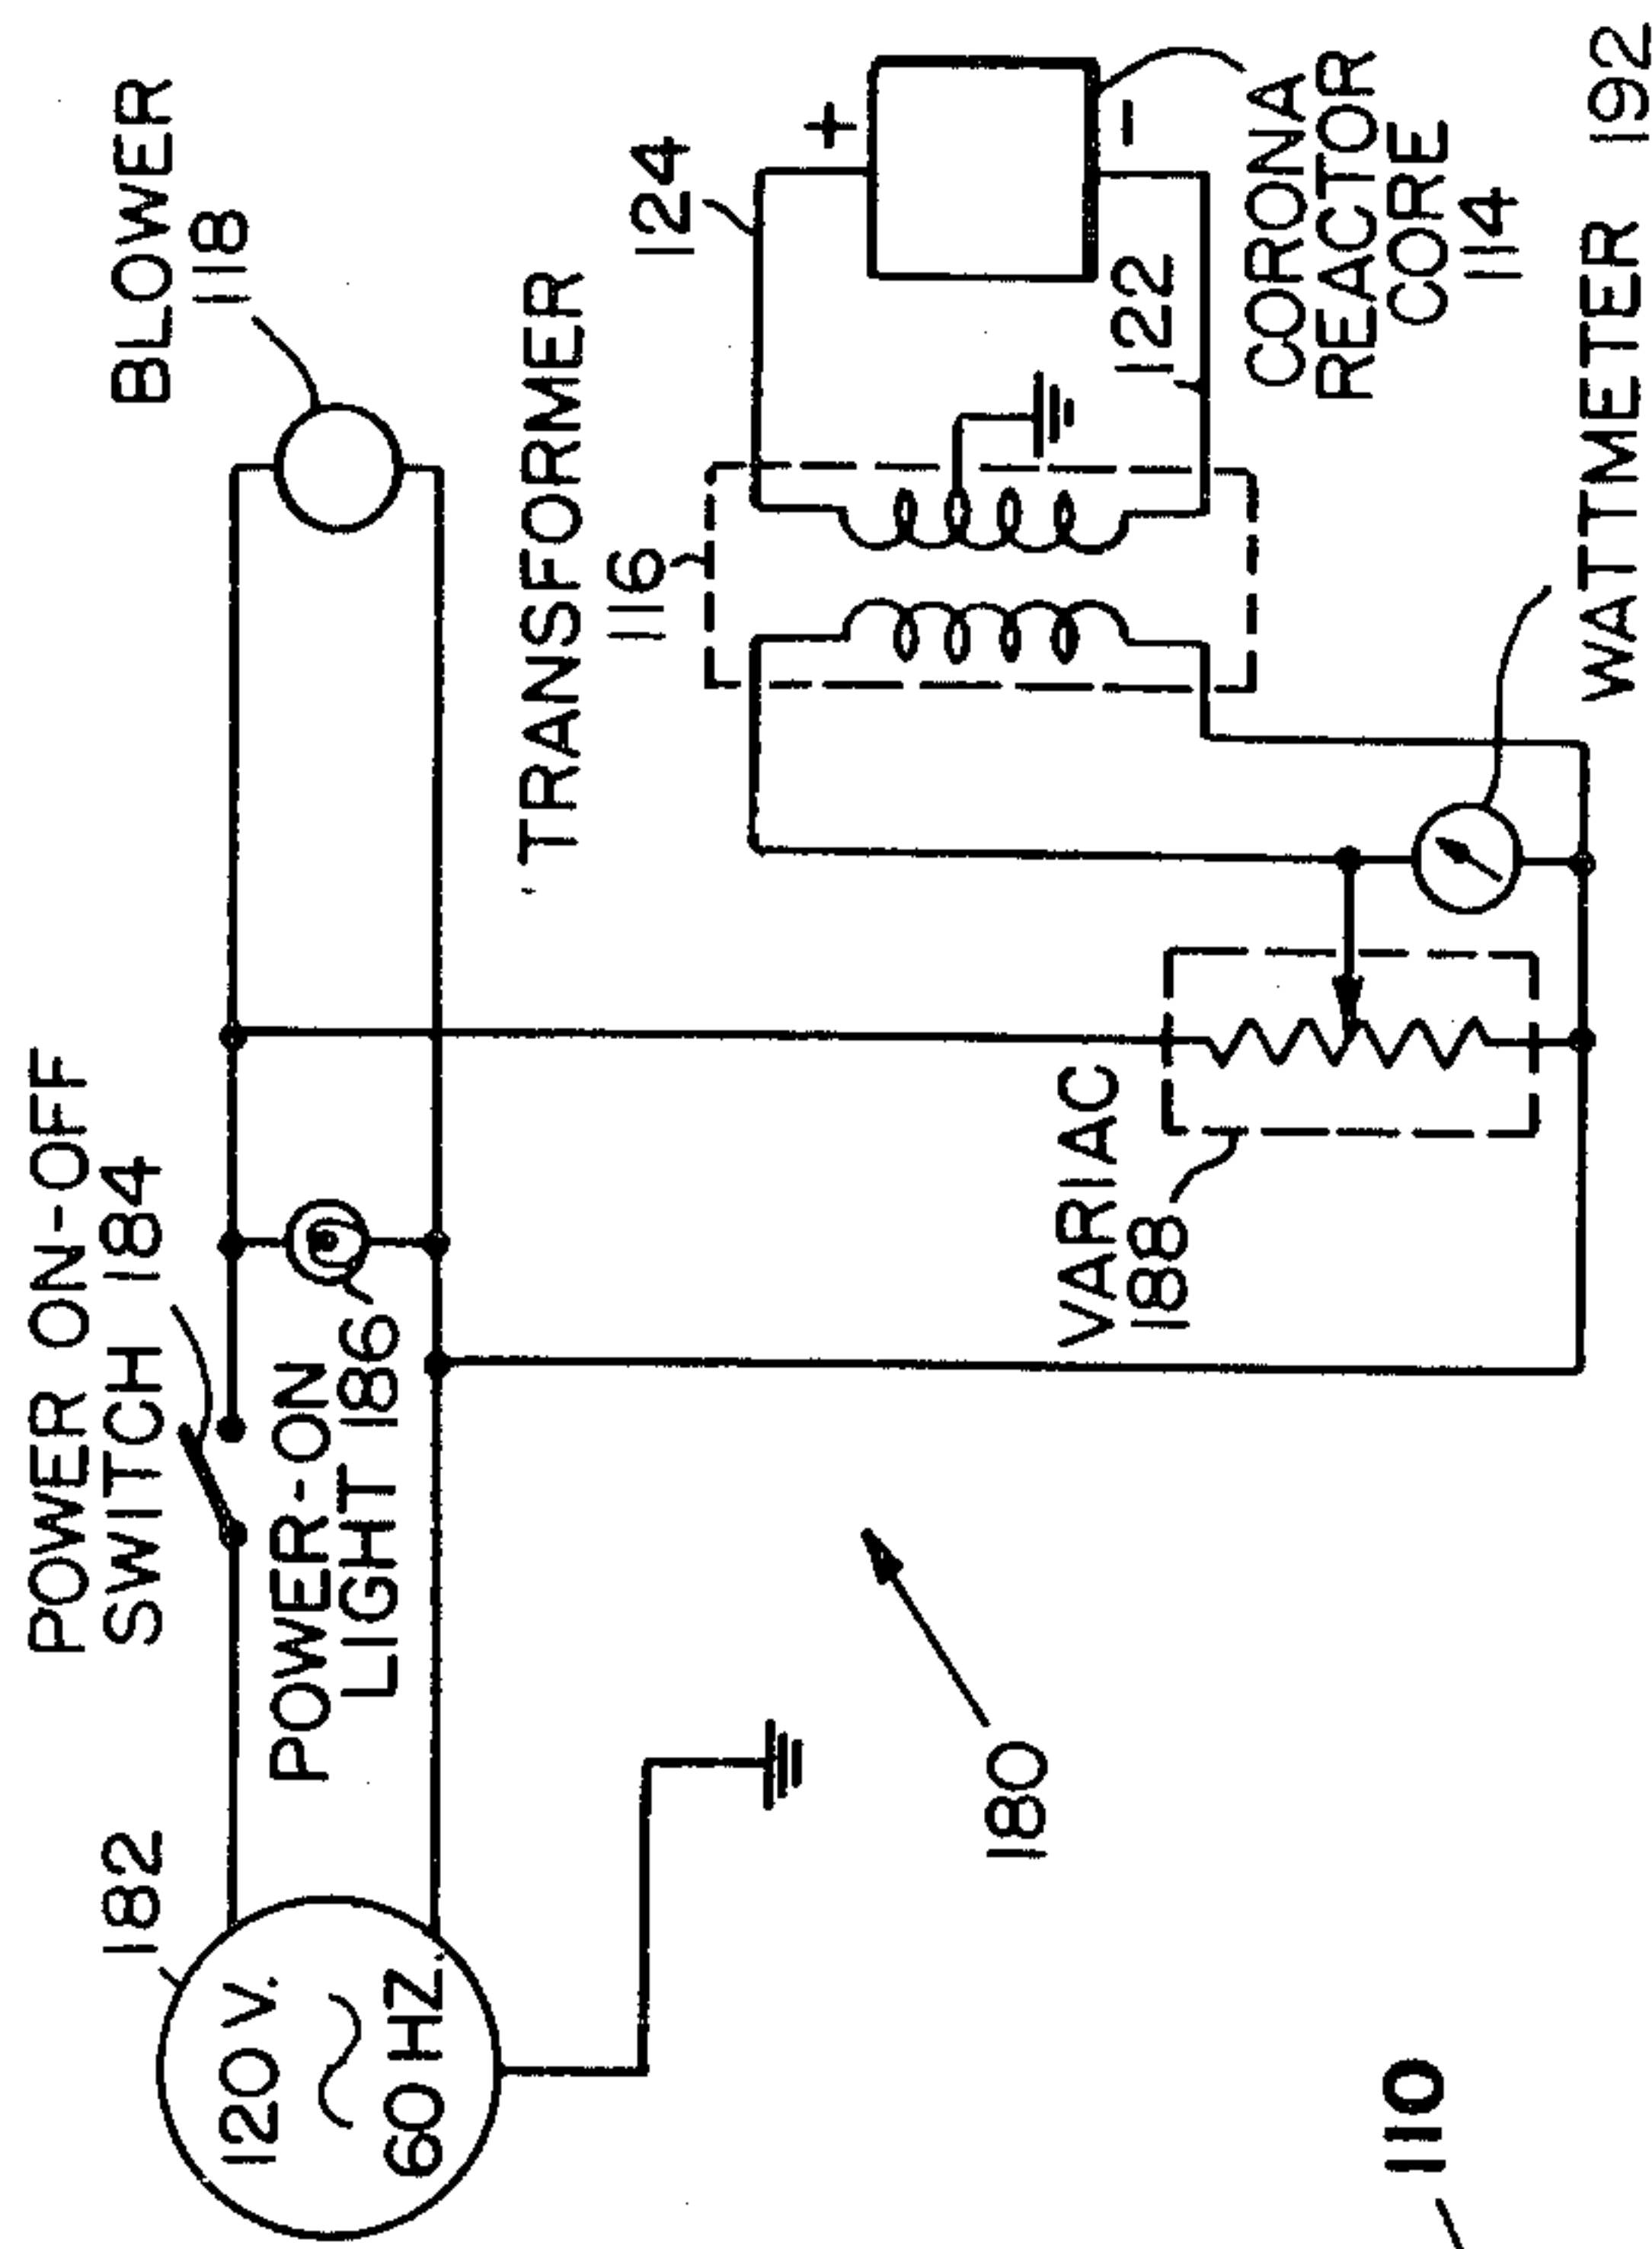 POWER ON-OFF
SWITCH 184
182
120 V.
60 HZ.
POWER-ON
LIGHT 186
BLOWER
118
TRANSFORMER
116
124
+
-
122
CORONA
REACTOR
CORE
114
VARIAC
188
WATTMETER 192
180
110